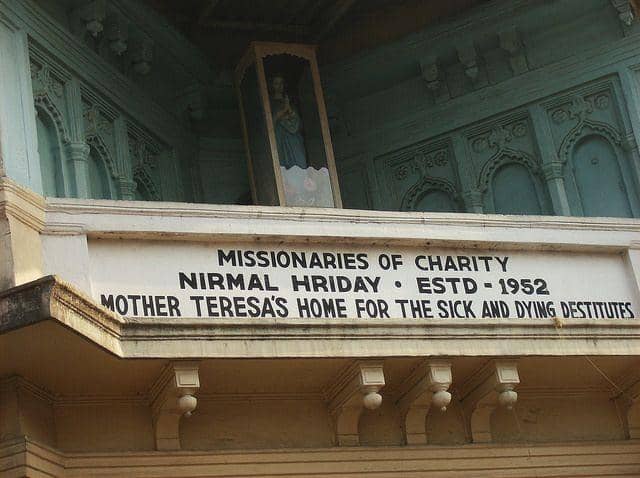 MISSIONARIES OF CHARITY
NIRMAL HRIDAY • ESTD - 1952
MOTHER TERESA'S HOME FOR THE SICK AND DYING DESTITUTES